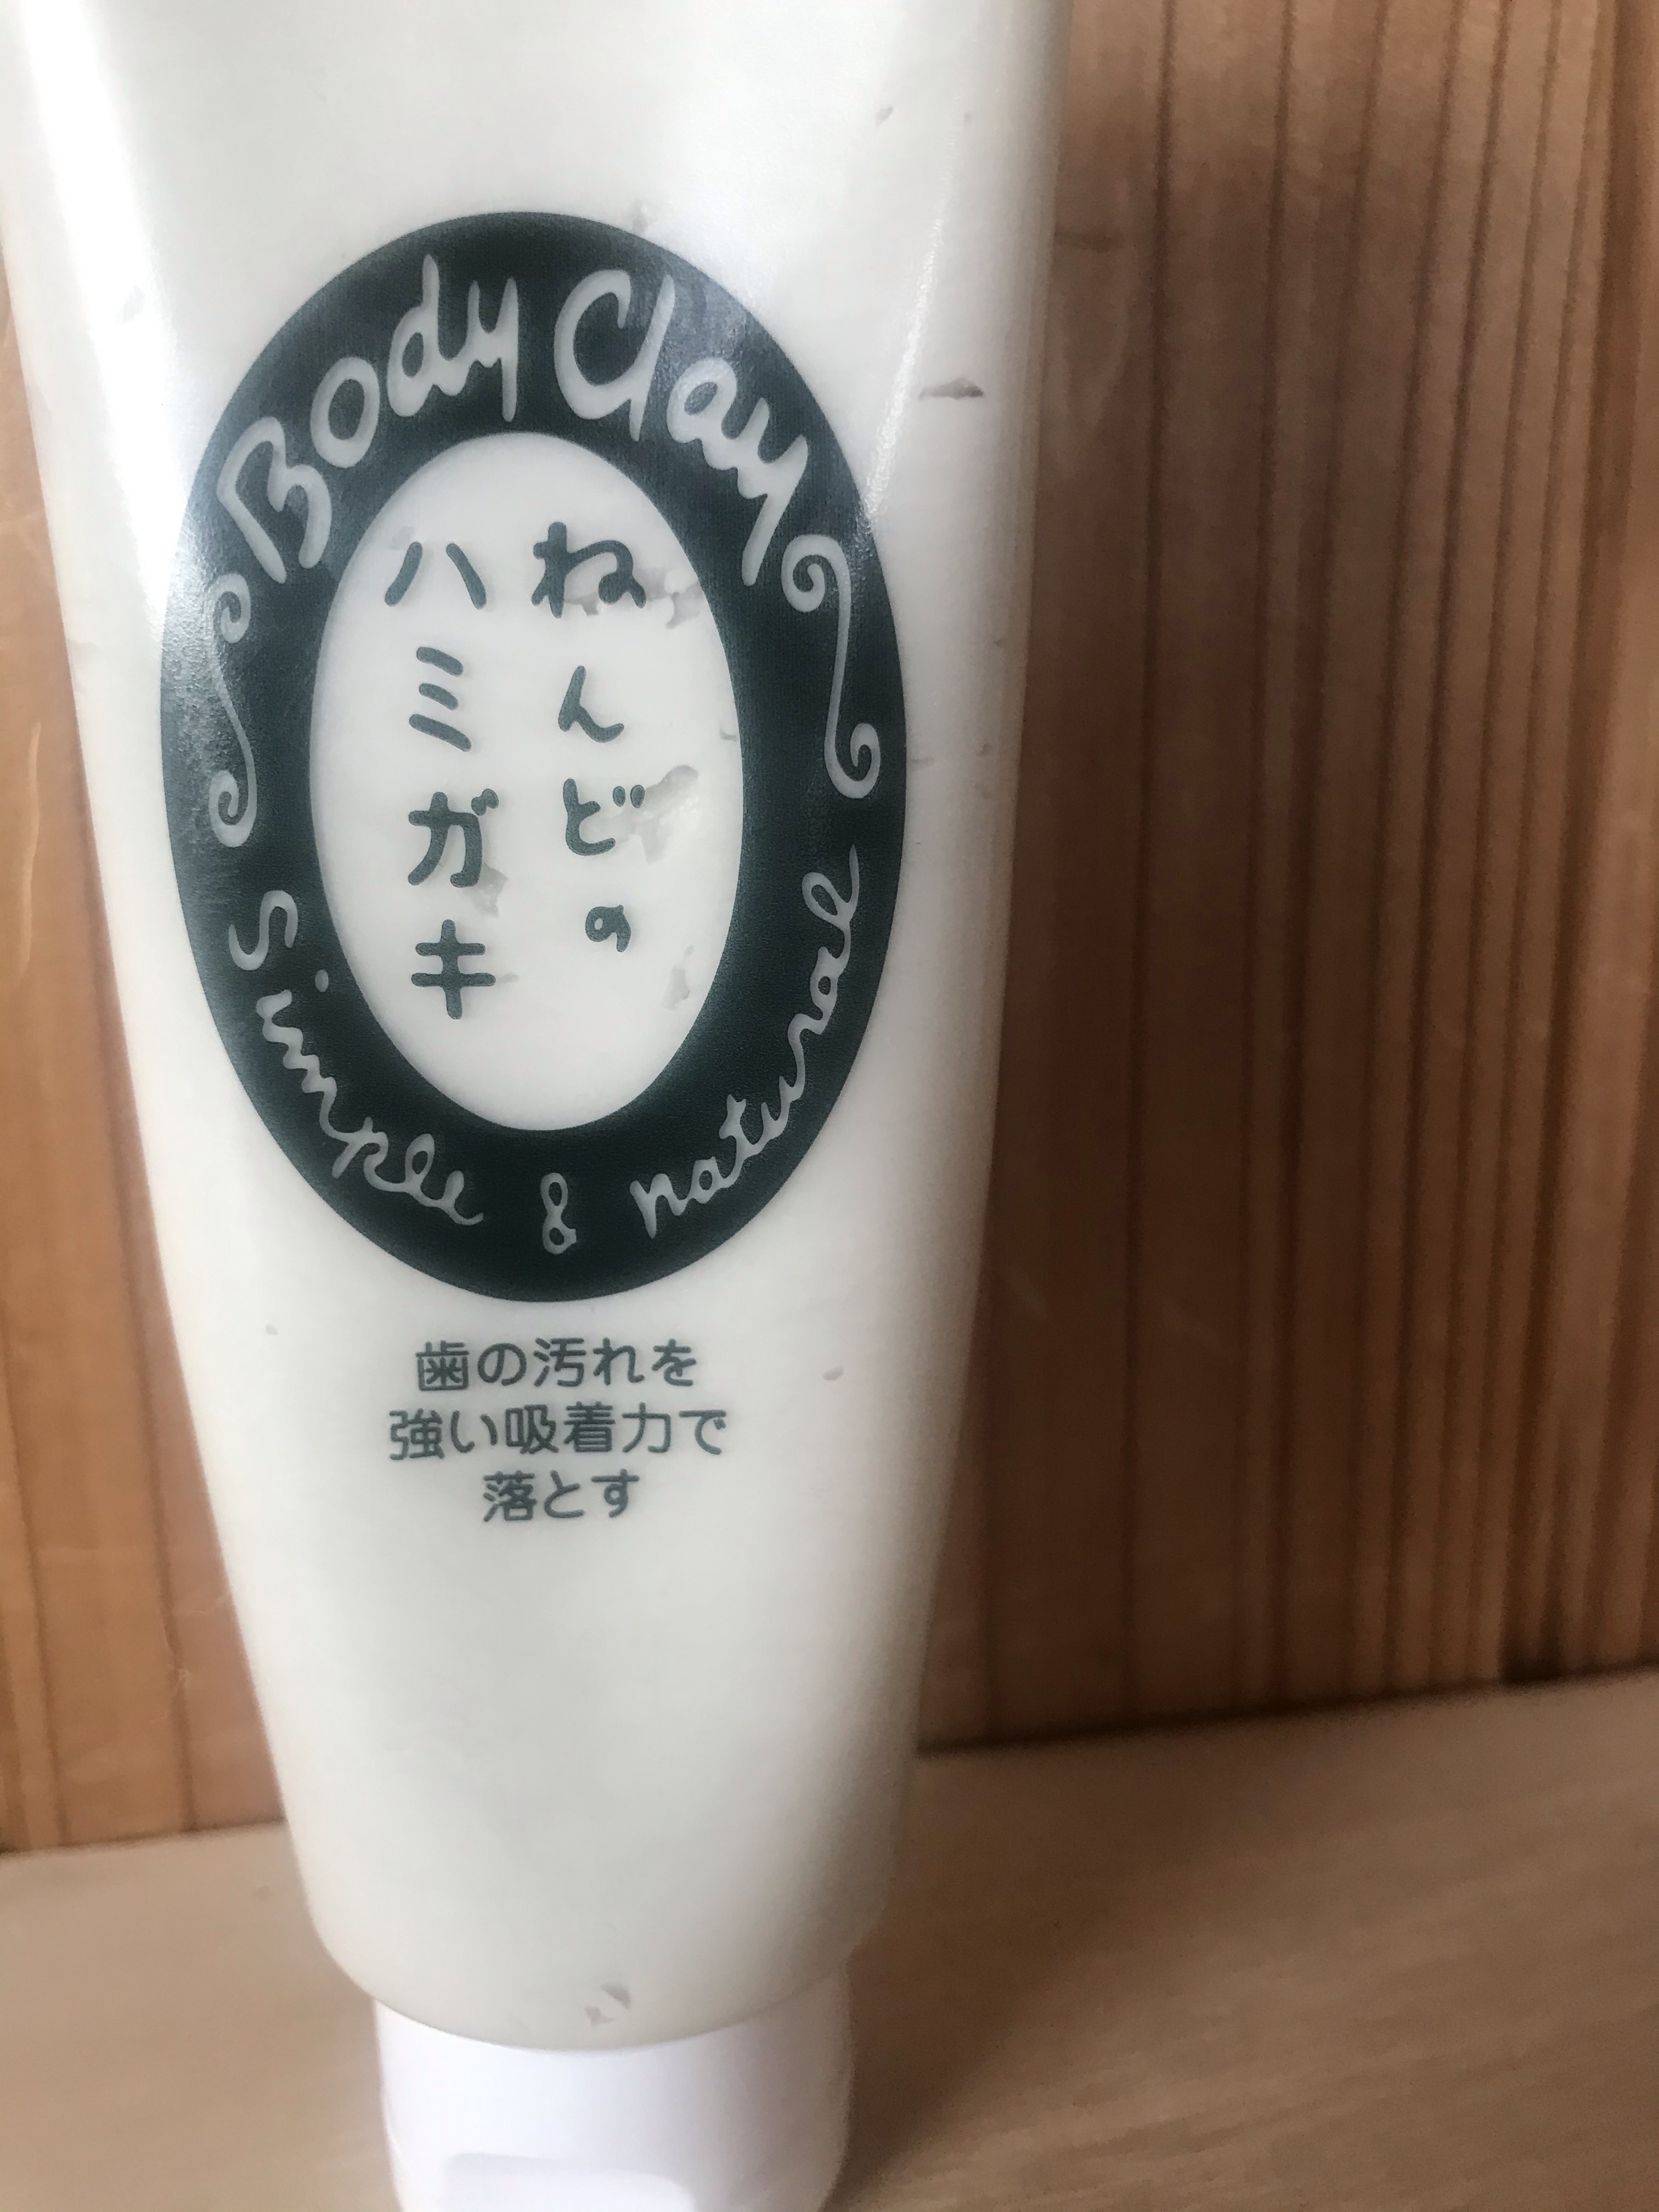 Body Clay
ねんどの
ハミガキ
Simple & natural
歯の汚れを
強い吸着力で
落とす